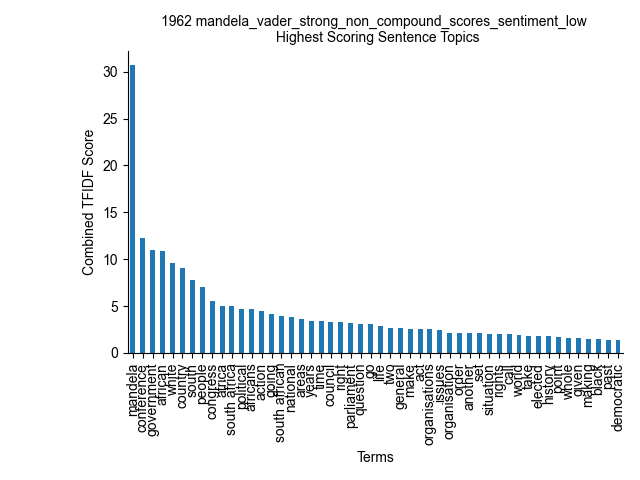 1962 mandela_vader_strong_non_compound_scores_sentiment_low
Highest Scoring Sentence Topics
Combined TFIDF Score
30
25
20
15
10
5
0
mandela
conference
government
african
white
country
south
people
congress
africa
south africa
political
africans
action
going
south african
national
areas
years
time
council
right
parliament
question
go
life
two
general
make
act
organisations
issues
organisation
order
another
set
situation
rights
call
world
take
elected
history
point
whole
given
making
black
past
democratic
Terms